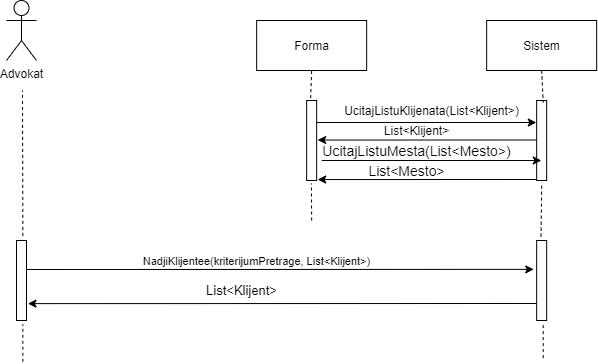 Advokat
Forma
Sistem
UcitajListuKlijenata(List<Klijent>)
List<Klijent>
UcitajListuMesta(List<Mesto>)
List<Mesto>
NadjiKlijentee(kriterijumPretrage, List<Klijent>)
List<Klijent>